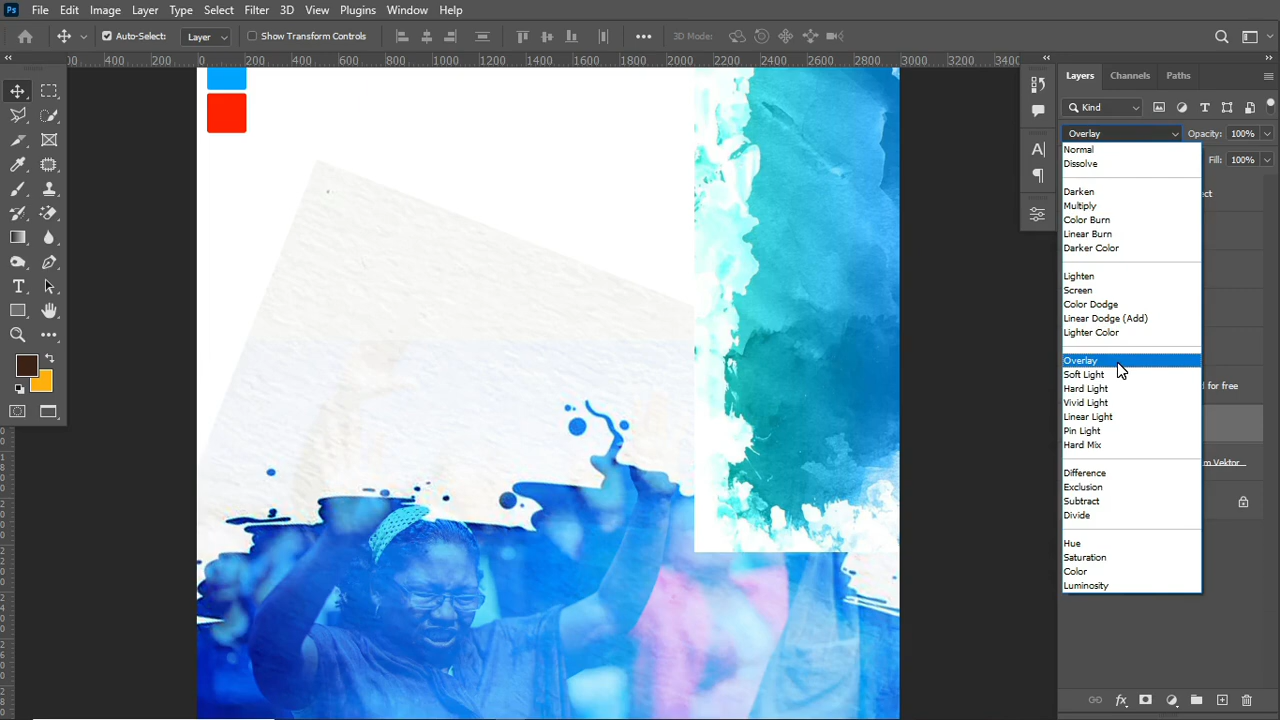 Ps File Edit Image Layer Type Select Filter 3D View Plugins Window Help
Auto-Select: Layer Show Transform Controls 3D Mode:
400 200 0 200 400 600 800 1000 1200 1400 1600 1800 2000 2200 2400 2600 2800 3000 3200 3400
Layers Channels Paths
Kind
Overlay Opacity: 100%
Normal Fill: 100%
Dissolve
Darken ct
Multiply
Color Burn
Linear Burn
Darker Color
Lighten
Screen
Color Dodge
Linear Dodge (Add)
Lighter Color
Overlay
Soft Light
Hard Light d for free
Vivid Light
Linear Light
Pin Light
Hard Mix
m Vektor
Difference
Exclusion
Subtract
Divide
Hue
Saturation
Color
Luminosity